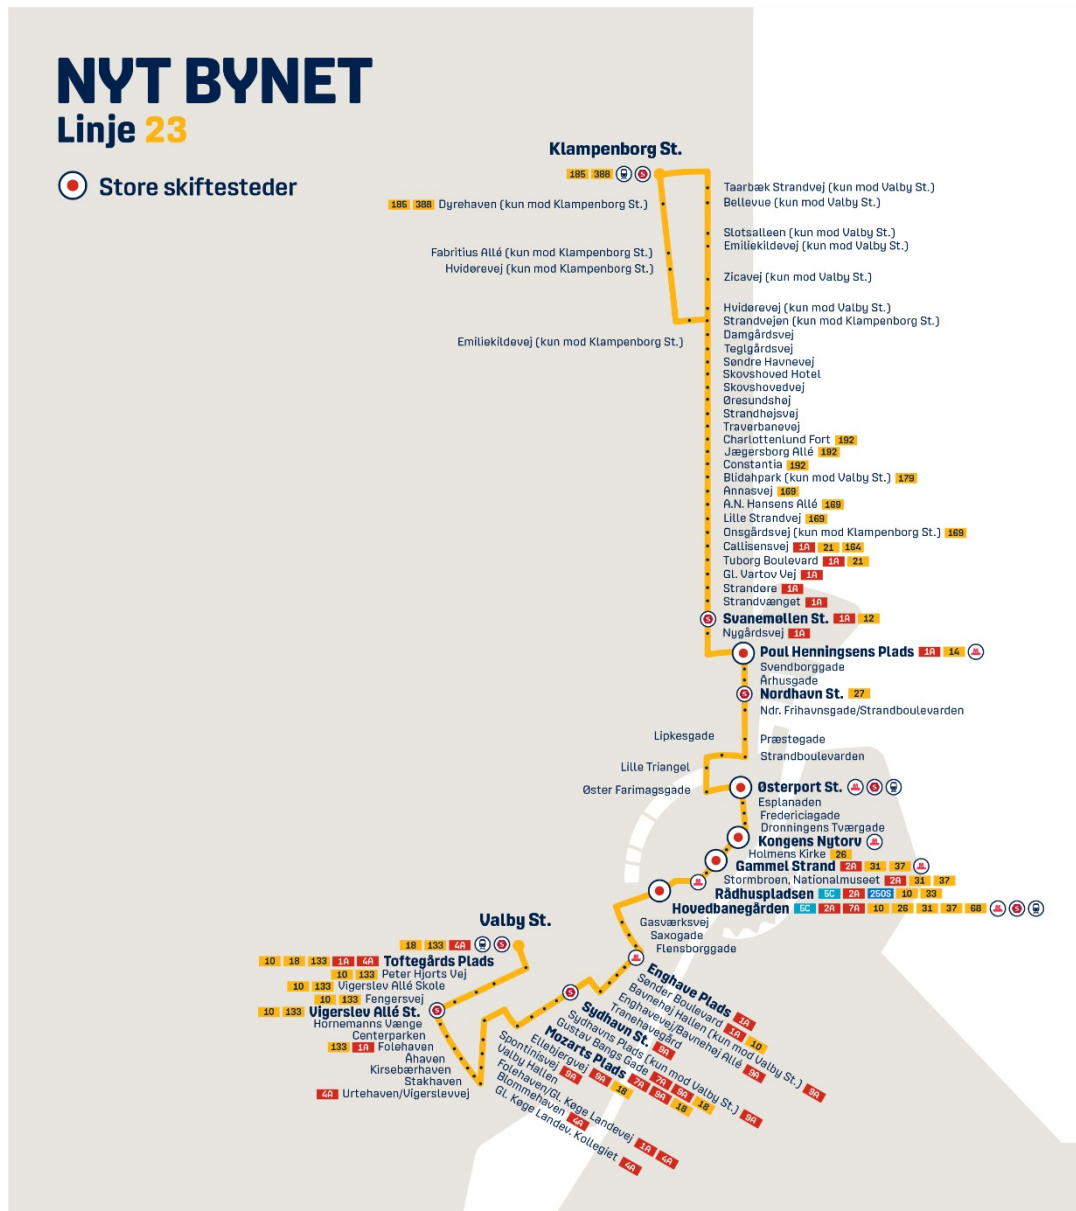 NYT BYNET
Linje 23
Store skiftesteder
Klampenborg St.
185 388 S
Taarbæk Strandvej (kun mod Valby St.)
Bellevue (kun mod Valby St.)
185 388 Dyrehaven (kun mod Klampenborg St.)
Slotsalleen (kun mod Valby St.)
Emiliekildevej (kun mod Valby St.)
Fabritius Allé (kun mod Klampenborg St.)
Hvidørevej (kun mod Klampenborg St.)
Zicavej (kun mod Valby St.)
Hvidørevej (kun mod Valby St.)
Strandvejen (kun mod Klampenborg St.)
Damgårdsvej
Emiliekildevej (kun mod Klampenborg St.)
Teglgårdsvej
Søndre Havnevej
Skovshoved Hotel
Skovshovedvej
Øresundshøj
Strandhøjsvej
Traverbanevej
Charlottenlund Fort 192
Jægersborg Allé 192
Constantia 192
Blidahpark (kun mod Valby St.) 179
Annasvej 169
A.N. Hansens Allé 169
Lille Strandvej 169
Onsgårdsvej (kun mod Klampenborg St.) 169
Callisensvej 1A 21 164
Tuborg Boulevard 1A 21
Gl. Vartov Vej 1A
Strandøre 1A
Strandvænget 1A
S Svanemøllen St. 1A 12
Nygårdsvej 1A
Poul Henningsens Plads 1A 14
Svendborggade
Århusgade
S Nordhavn St. 27
Ndr. Frihavnsgade/Strandboulevarden
Lipkesgade
Præstøgade
Strandboulevarden
Lille Triangel
Øster Farimagsgade
Østerport St. S
Esplanaden
Fredericiagade
Dronningens Tværgade
Kongens Nytorv
Holmens Kirke 26
Gammel Strand 2A 31 37
Stormbroen, Nationalmuseet 2A 31 37
Rådhuspladsen 5C 2A 250S 10 33
Hovedbanegården 5C 2A 7A 10 26 31 37 68 S
Gasværksvej
Saxogade
Flensborggade
Enghave Plads 1A
Sønder Boulevard 1A 10
Bavnehøj Hallen (kun mod Valby St.) 9A
Enghavevej/Bavnehøj Allé 9A
Tranehavegård
S Sydhavn St. 9A
Sydhavns Plads (kun mod Valby St.) 9A
Gustav Bangs Gade 7A 9A 18
Mozarts Plads 7A 9A 18
Ellebjergvej 9A 18
Spontinisvej 9A
Valby Hallen
Folehaven/Gl. Køge Landevej 1A 4A
Blommehaven 4A
Gl. Køge Landev. Kollegiet 4A
Valby St.
18 133 4A S
10 18 133 1A 4A Toftegårds Plads
10 133 Peter Hjorts Vej
10 133 Vigerslev Allé Skole
10 133 Fengersvej
10 133 Vigerslev Allé St. S
Hornemanns Vænge
Centerparken
133 1A Folehaven
Åhaven
Kirsebærhaven
Stakhaven
4A Urtehaven/Vigerslevvej